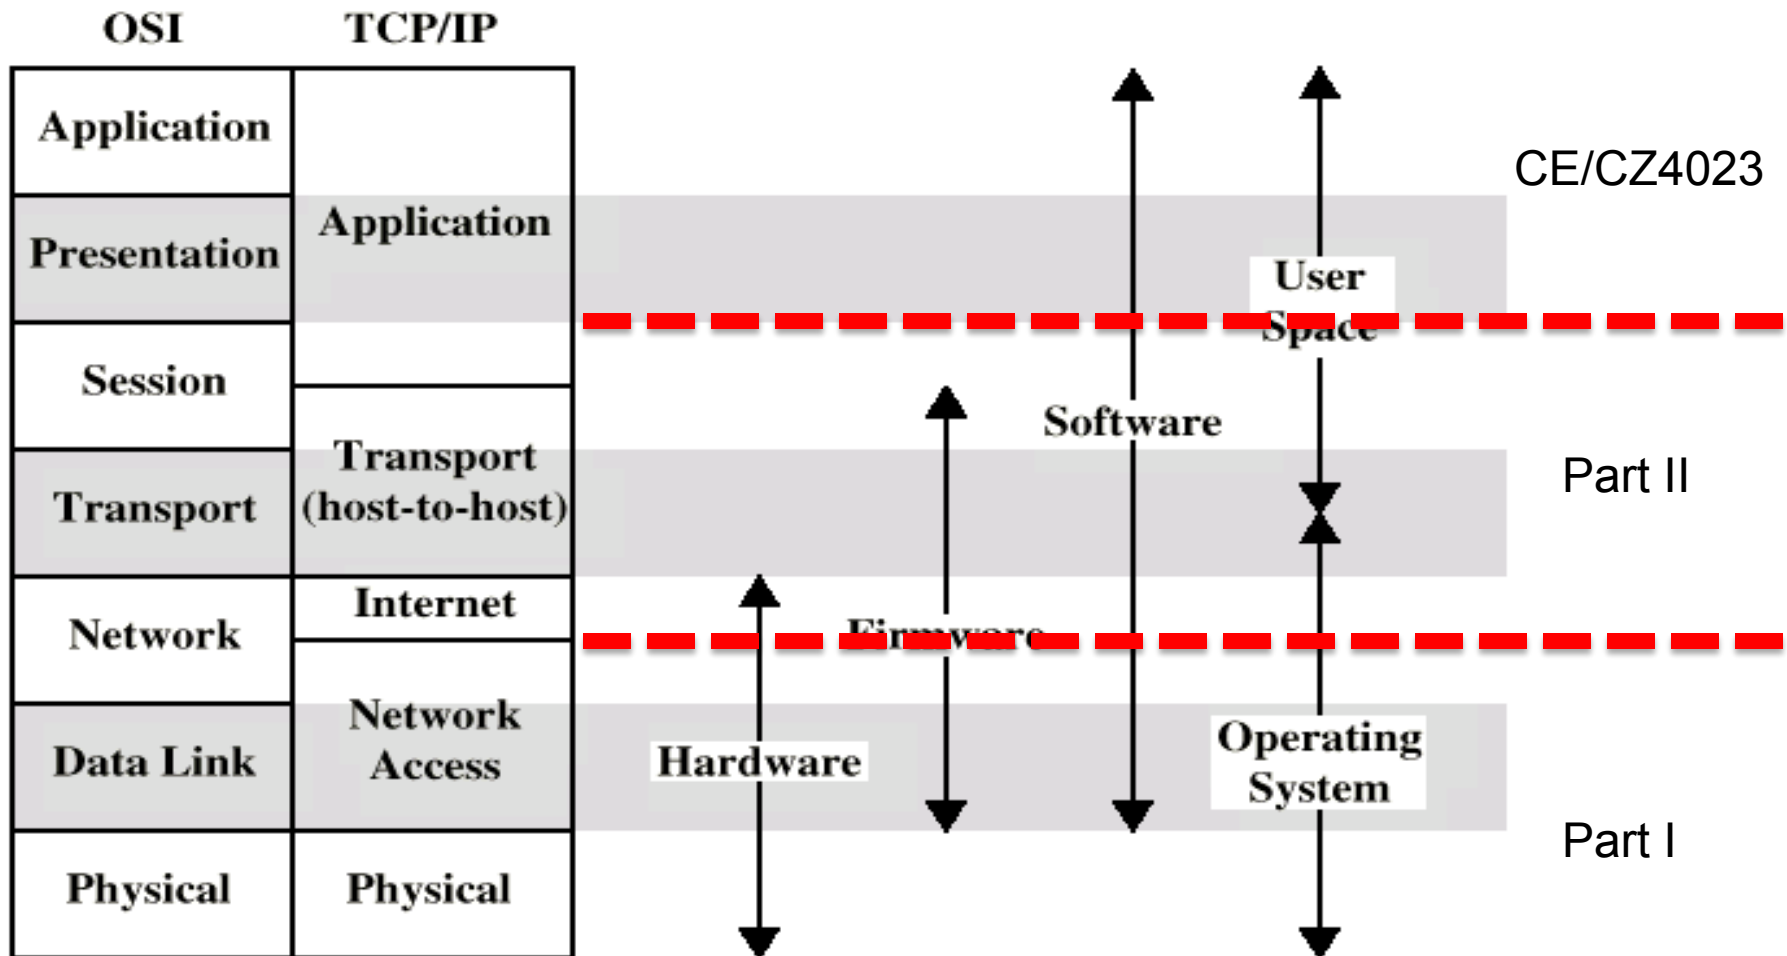 OSI TCP/IP
Application
Presentation
Session
Transport
Network
Data Link
Physical
Application
Transport
(host-to-host)
Internet
Network
Access
Physical
Hardware
Firmware
Software
User
Space
Operating
System
CE/CZ4023
Part II
Part I